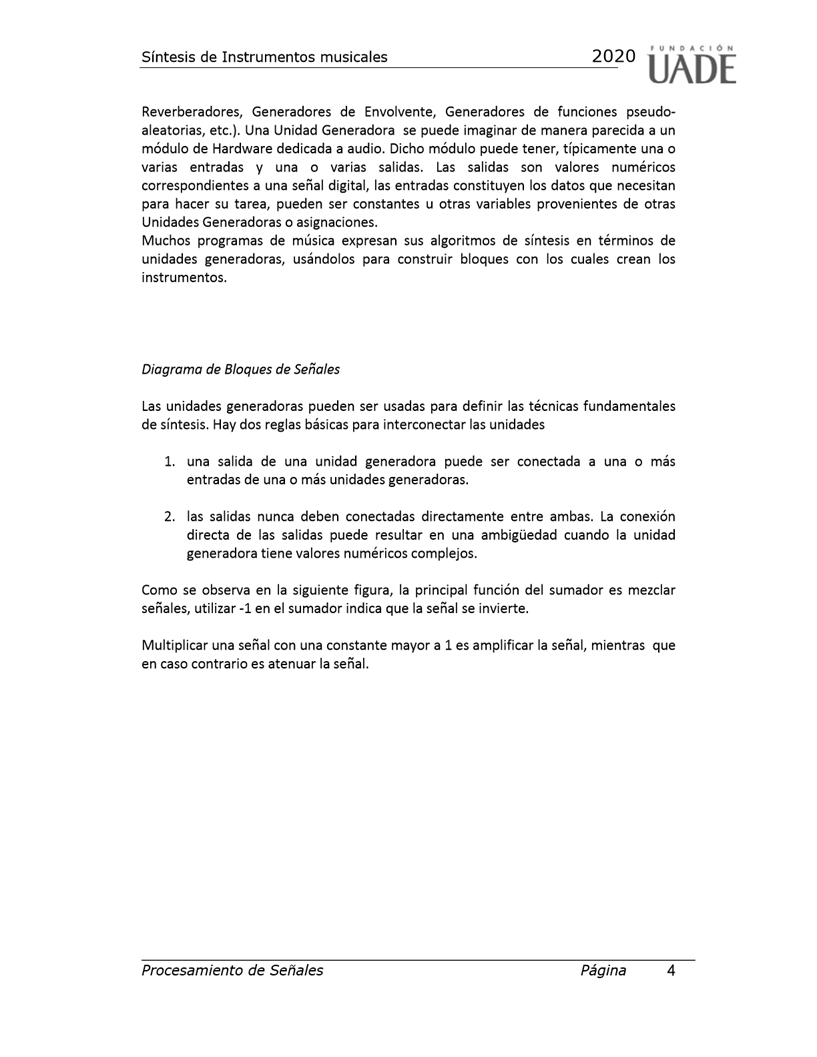 Síntesis de Instrumentos musicales 2020 FUNDACIÓN
UADE
Reverberadores, Generadores de Envolvente, Generadores de funciones pseudo-
aleatorias, etc.). Una Unidad Generadora se puede imaginar de manera parecida a un
módulo de Hardware dedicada a audio. Dicho módulo puede tener, típicamente una o
varias entradas y una o varias salidas. Las salidas son valores numéricos
correspondientes a una señal digital, las entradas constituyen los datos que necesitan
para hacer su tarea, pueden ser constantes u otras variables provenientes de otras
Unidades Generadoras o asignaciones.
Muchos programas de música expresan sus algoritmos de síntesis en términos de
unidades generadoras, usándolos para construir bloques con los cuales crean los
instrumentos.
Diagrama de Bloques de Señales
Las unidades generadoras pueden ser usadas para definir las técnicas fundamentales
de síntesis. Hay dos reglas básicas para interconectar las unidades
1. una salida de una unidad generadora puede ser conectada a una o más
entradas de una o más unidades generadoras.
2. las salidas nunca deben conectadas directamente entre ambas. La conexión
directa de las salidas puede resultar en una ambigüedad cuando la unidad
generadora tiene valores numéricos complejos.
Como se observa en la siguiente figura, la principal función del sumador es mezclar
señales, utilizar -1 en el sumador indica que la señal se invierte.
Multiplicar una señal con una constante mayor a 1 es amplificar la señal, mientras que
en caso contrario es atenuar la señal.
Procesamiento de Señales Página 4